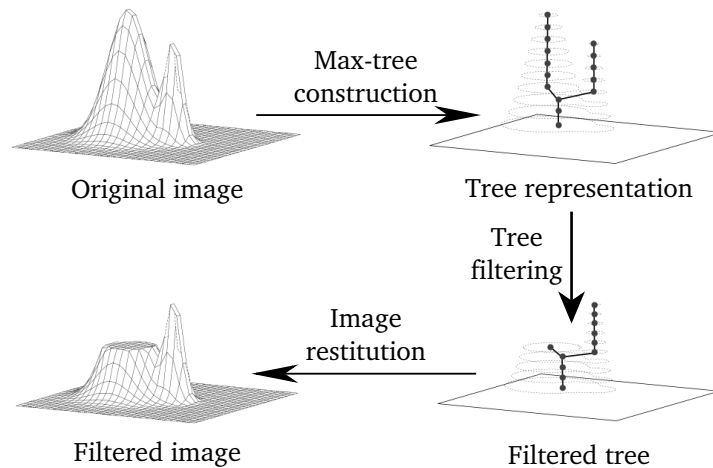 Max-tree
construction
Original image
Tree representation
Tree
filtering
Image
restitution
Filtered image
Filtered tree